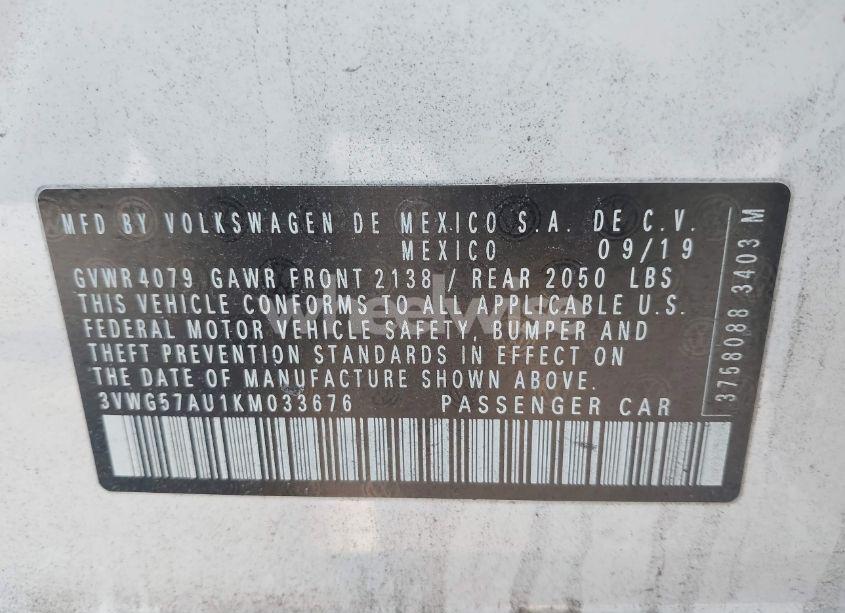 MFD BY VOLKSWAGEN DE MEXICO S.A. DE C.V.
MEXICO 09/19
GVWR 4079 GAWR FRONT 2138 / REAR 2050 LBS
THIS VEHICLE CONFORMS TO ALL APPLICABLE U.S.
FEDERAL MOTOR VEHICLE SAFETY, BUMPER AND
THEFT PREVENTION STANDARDS IN EFFECT ON
THE DATE OF MANUFACTURE SHOWN ABOVE.
3VWG57AU1KM033676 PASSENGER CAR
3758088 3403 M
wheelwise